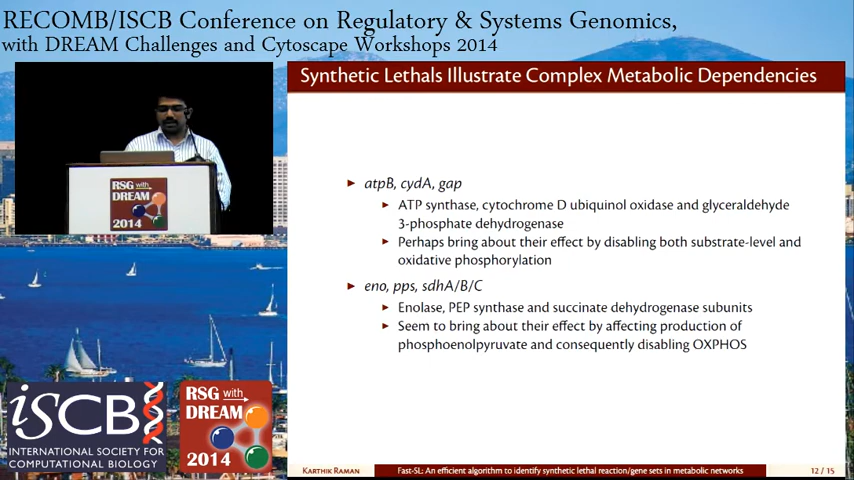 RECOMB/ISCB Conference on Regulatory & Systems Genomics,
with DREAM Challenges and Cytoscape Workshops 2014
Synthetic Lethals Illustrate Complex Metabolic Dependencies
RSG with
DREAM
2014
atpB, cydA, gap
ATP synthase, cytochrome D ubiquinol oxidase and glyceraldehyde
3-phosphate dehydrogenase
Perhaps bring about their effect by disabling both substrate-level and
oxidative phosphorylation
eno, pps, sdhA/B/C
Enolase, PEP synthase and succinate dehydrogenase subunits
Seem to bring about their effect by affecting production of
phosphoenolpyruvate and consequently disabling OXPHOS
iSCB
INTERNATIONAL SOCIETY FOR
COMPUTATIONAL BIOLOGY
RSG with
DREAM
2014
KARTHIK RAMAN
Fast-SL: An efficient algorithm to identify synthetic lethal reaction/gene sets in metabolic networks
12 / 15